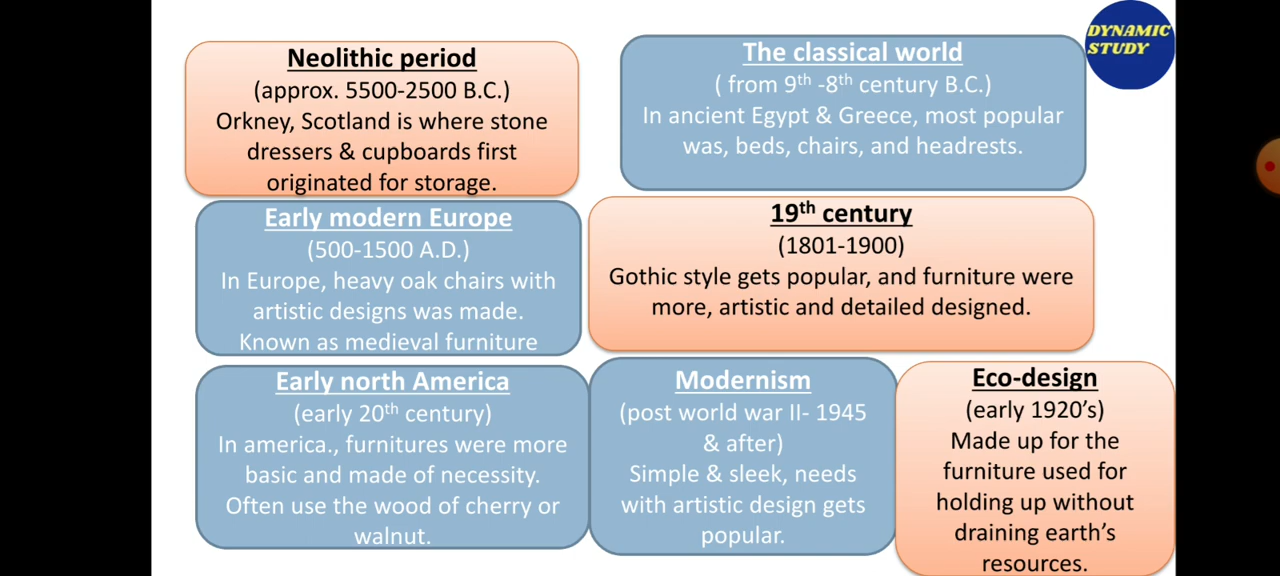 DYNAMIC
STUDY
Neolithic period
(approx. 5500-2500 B.C.)
Orkney, Scotland is where stone
dressers & cupboards first
originated for storage.
The classical world
( from 9th -8th century B.C.)
In ancient Egypt & Greece, most popular
was, beds, chairs, and headrests.
Early modern Europe
(500-1500 A.D.)
In Europe, heavy oak chairs with
artistic designs was made.
Known as medieval furniture
19th century
(1801-1900)
Gothic style gets popular, and furniture were
more, artistic and detailed designed.
Early north America
(early 20th century)
In america., furnitures were more
basic and made of necessity.
Often use the wood of cherry or
walnut.
Modernism
(post world war II- 1945
& after)
Simple & sleek, needs
with artistic design gets
popular.
Eco-design
(early 1920's)
Made up for the
furniture used for
holding up without
draining earth's
resources.